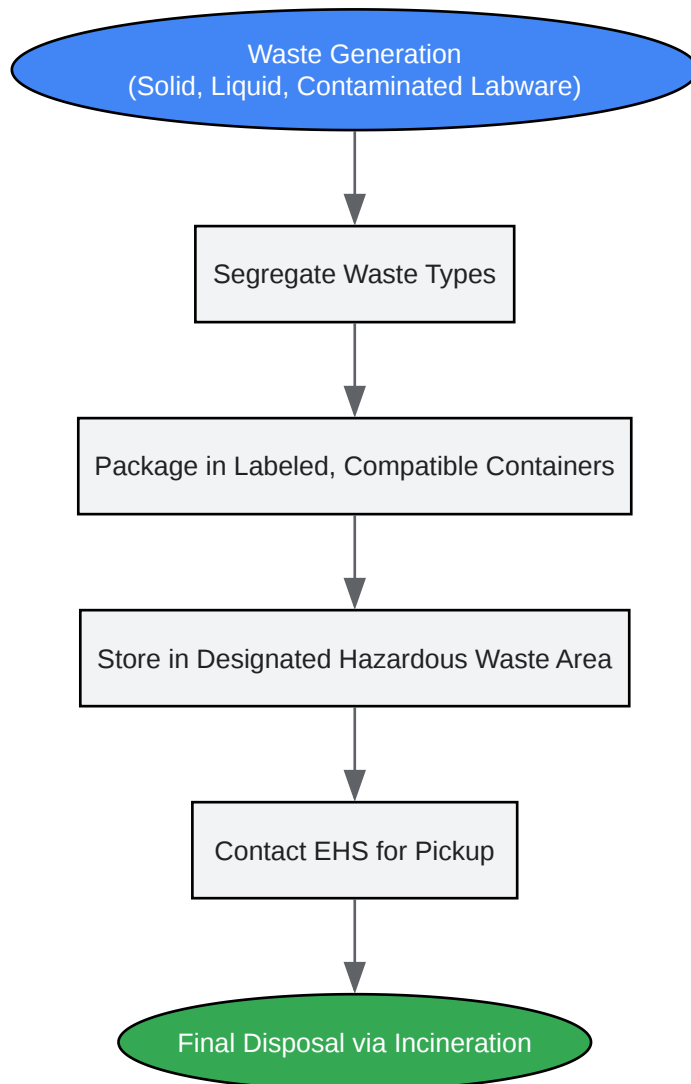 Waste Generation
(Solid, Liquid, Contaminated Labware)
Segregate Waste Types
Package in Labeled, Compatible Containers
Store in Designated Hazardous Waste Area
Contact EHS for Pickup
Final Disposal via Incineration